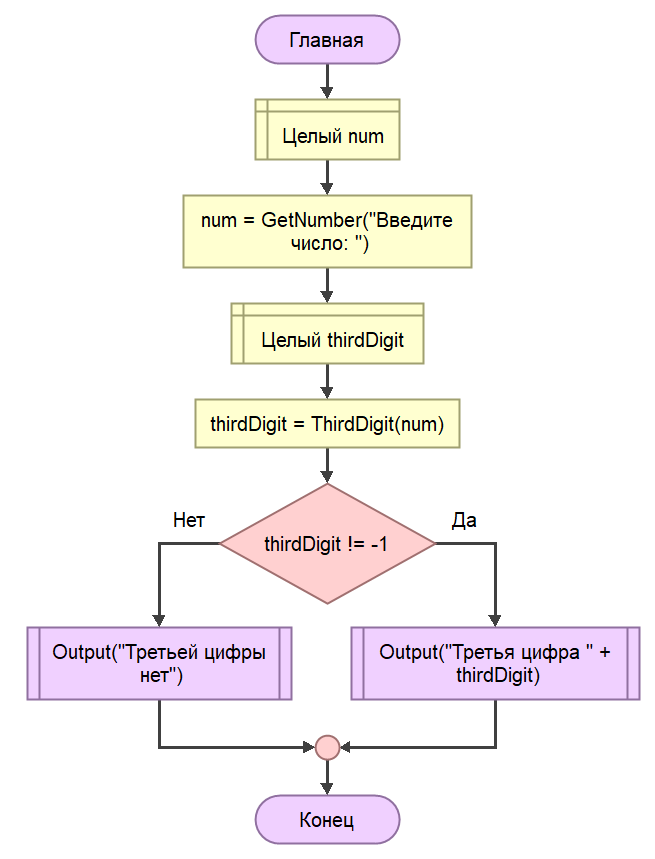 Главная
Целый num
num = GetNumber("Введите
число: ")
Целый thirdDigit
thirdDigit = ThirdDigit(num)
thirdDigit != -1
Нет
Да
Output("Третьей цифры
нет")
Output("Третья цифра " +
thirdDigit)
Конец